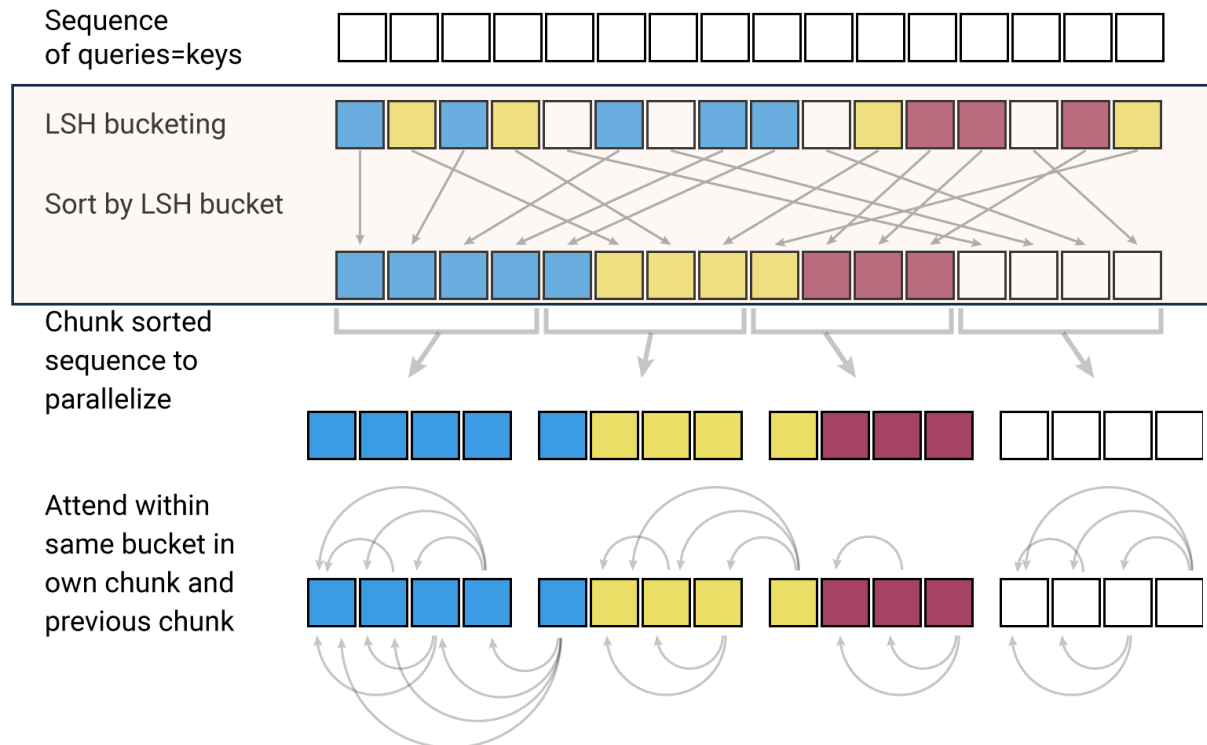 Sequence
of queries=keys
LSH bucketing
Sort by LSH bucket
Chunk sorted
sequence to
parallelize
Attend within
same bucket in
own chunk and
previous chunk